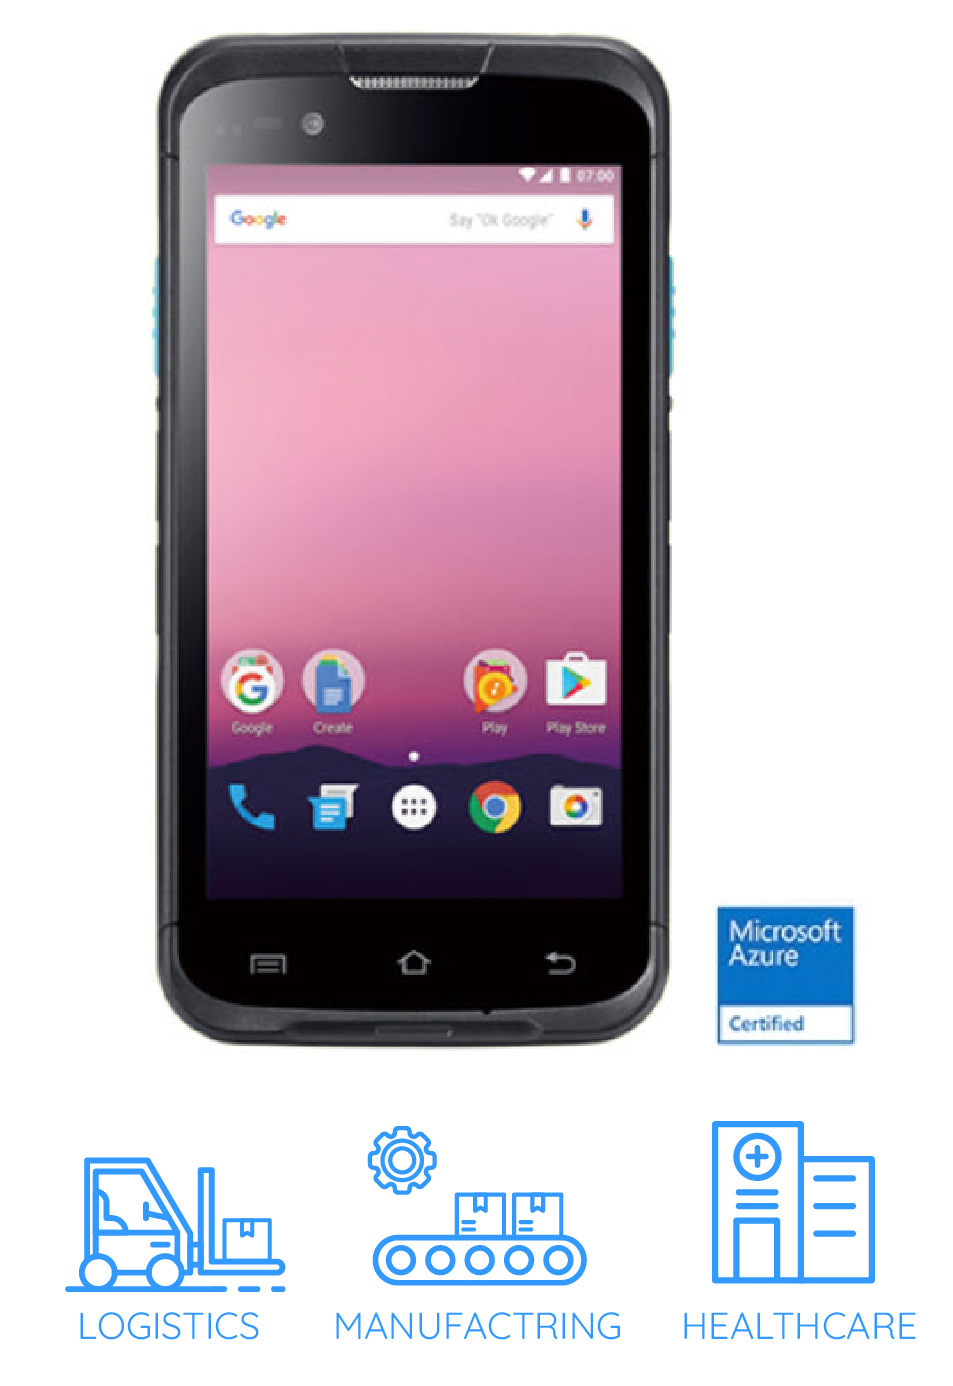 07:00
Google Say "Ok Google"
Google Create Play Play Store
Microsoft
Azure
Certified
LOGISTICS MANUFACTRING HEALTHCARE